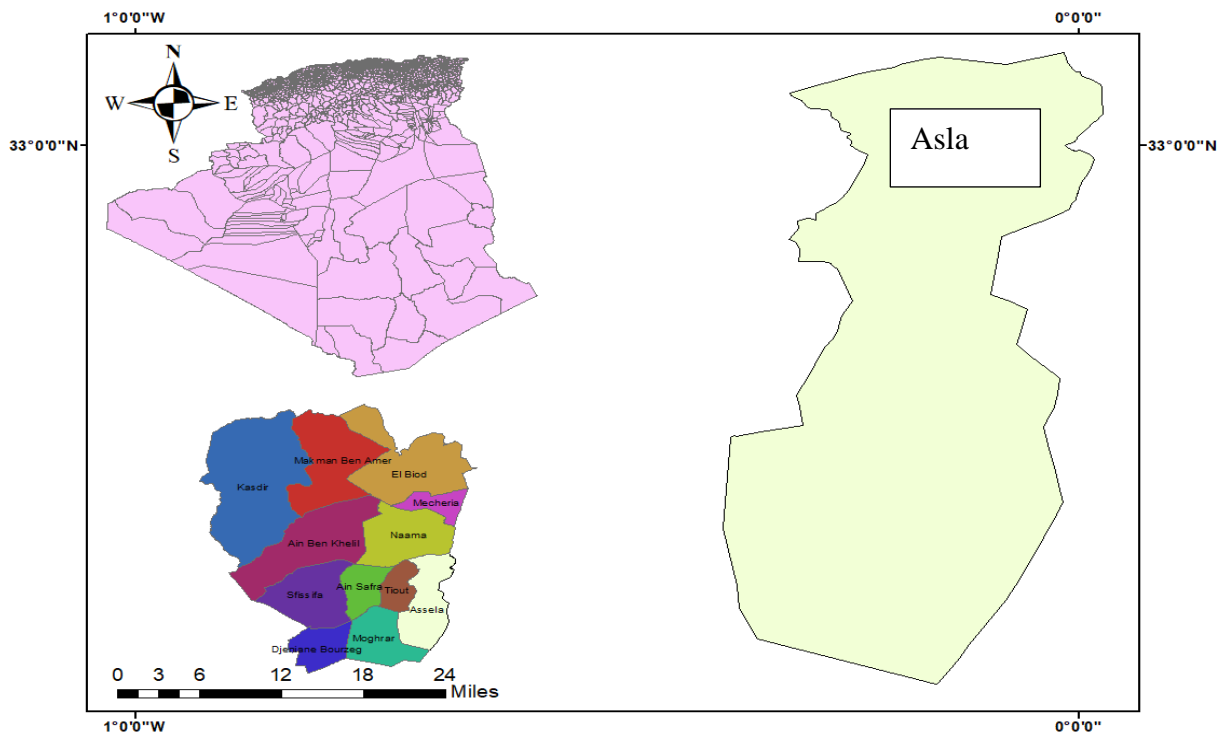 1°0'0"W
0°0'0"
N
W
E
S
33°0'0"N
33°0'0"N
Asla
Makman Ben Amer
El Biod
Kasdir
Mecheria
Naama
Ain Ben Khelil
Ain Safra
Tiout
Sfissifa
Assela
Moghrar
Djeniane Bourzeg
0 3 6 12 18 24
Miles
1°0'0"W
0°0'0"